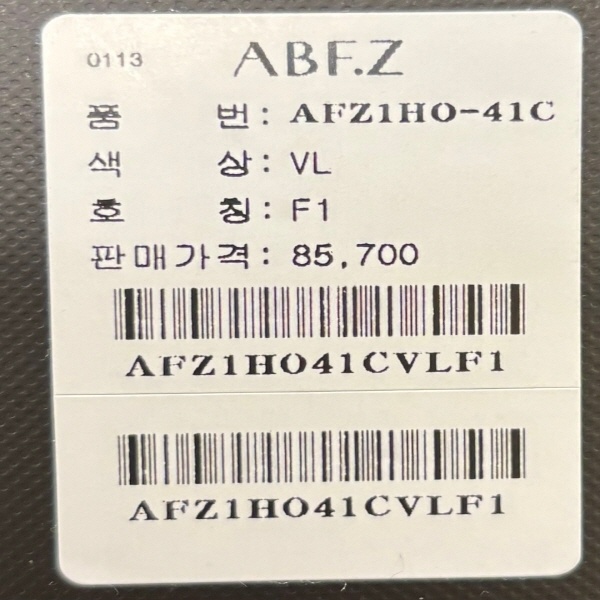 0113 ABF.Z
품 번: AFZ1HO-41C
색 상: VL
호 칭: F1
판매가격: 85,700
AFZ1HO41CVLF1
AFZ1HO41CVLF1